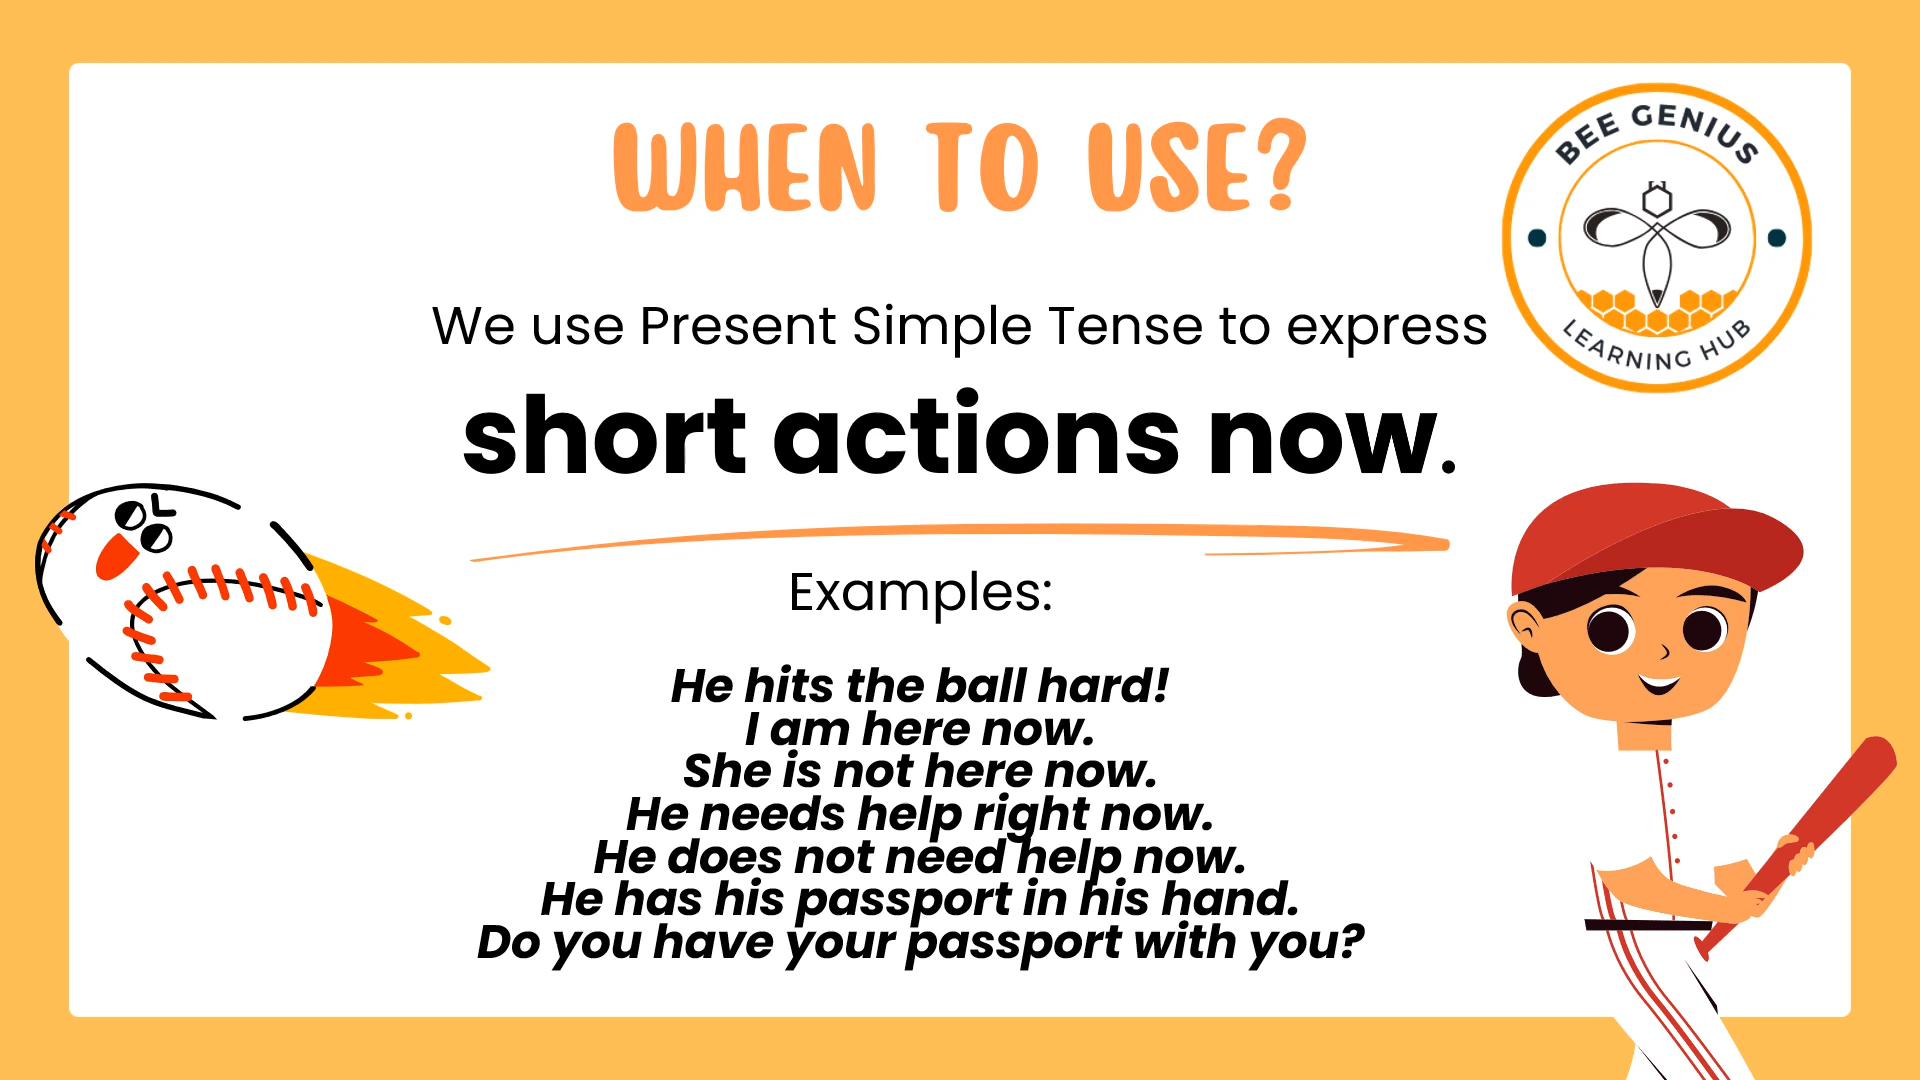 WHEN TO USE?
BEE GENIUS
LEARNING HUB
We use Present Simple Tense to express
short actions now.
Examples:
He hits the ball hard!
I am here now.
She is not here now.
He needs help right now.
He does not need help now.
He has his passport in his hand.
Do you have your passport with you?